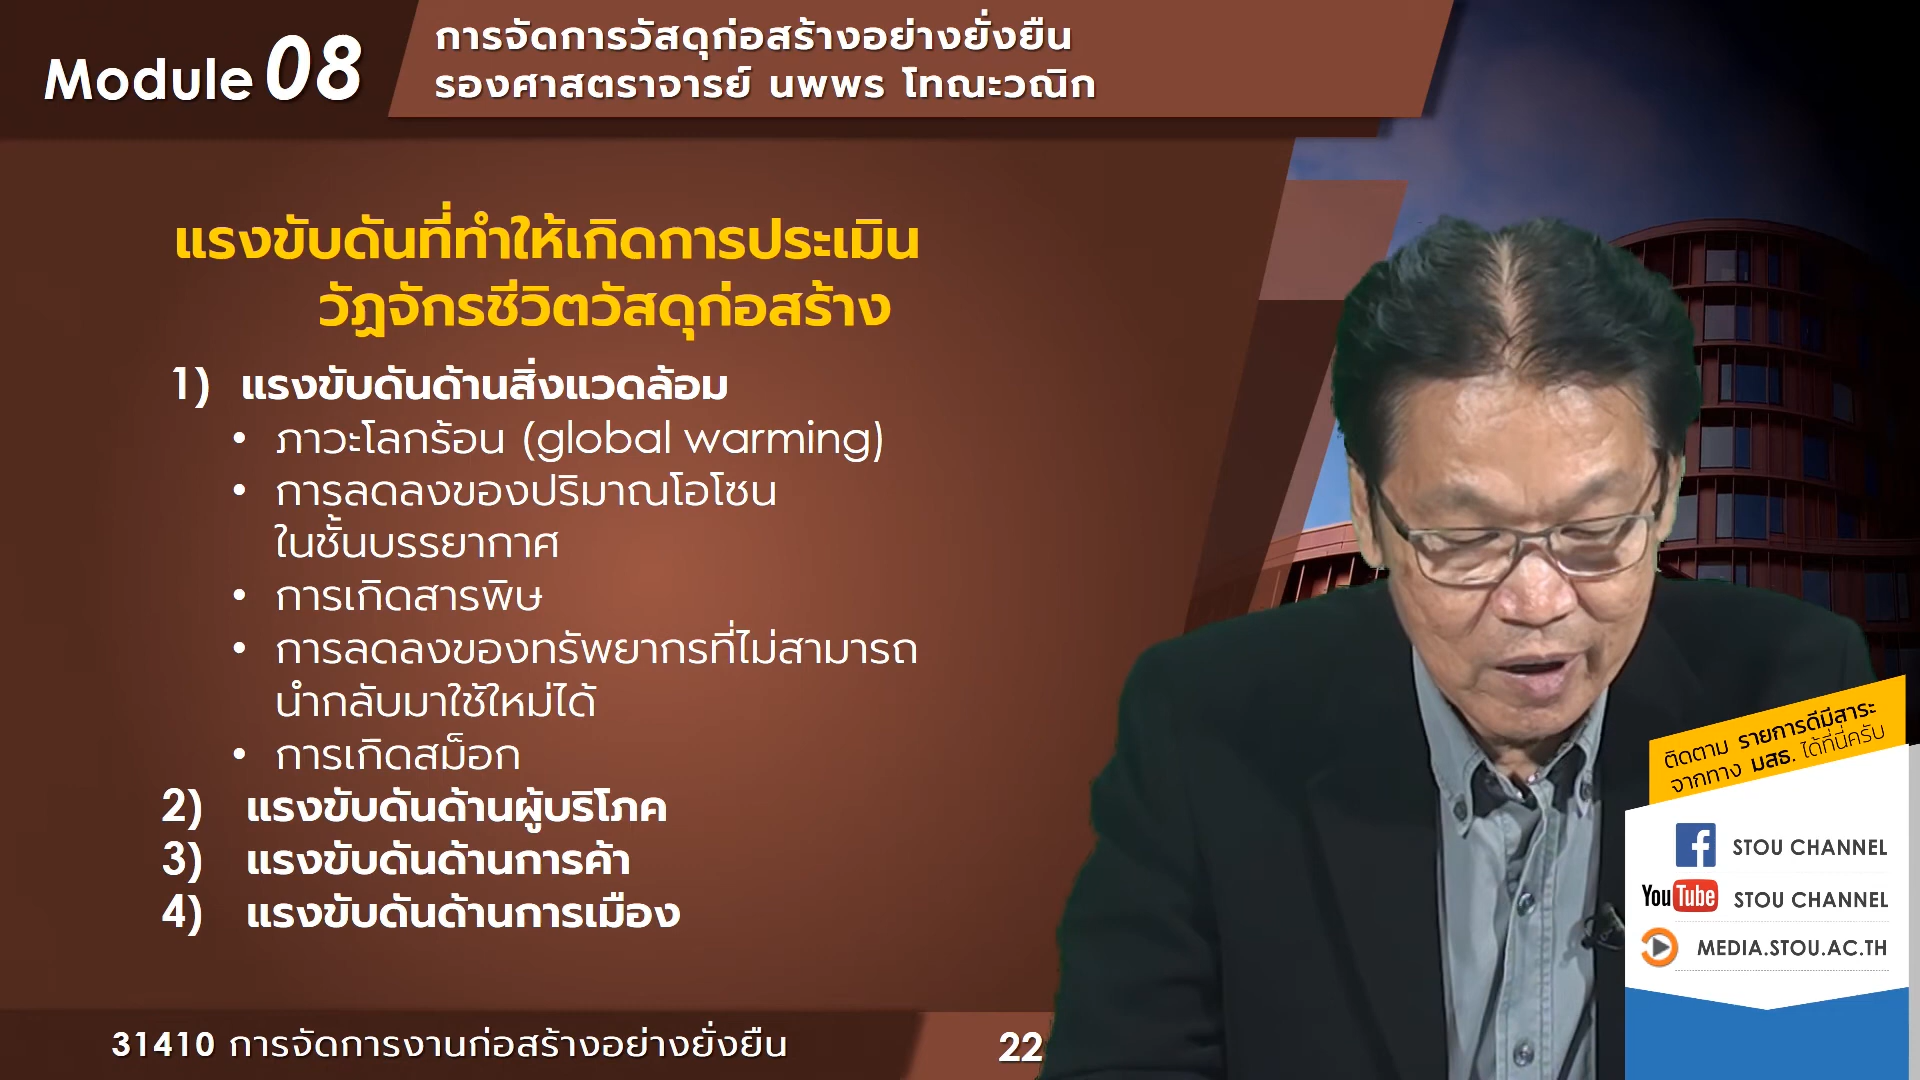 Module 08
การจัดการวัสดุก่อสร้างอย่างยั่งยืน
รองศาสตราจารย์ นพพร โทณะวณิก
แรงขับดันที่ทำให้เกิดการประเมิน
วัฏจักรชีวิตวัสดุก่อสร้าง
1) แรงขับดันด้านสิ่งแวดล้อม
• ภาวะโลกร้อน (global warming)
• การลดลงของปริมาณโอโซน
ในชั้นบรรยากาศ
• การเกิดสารพิษ
• การลดลงของทรัพยากรที่ไม่สามารถ
นำกลับมาใช้ใหม่ได้
• การเกิดสม็อก
2) แรงขับดันด้านผู้บริโภค
3) แรงขับดันด้านการค้า
4) แรงขับดันด้านการเมือง
ติดตาม รายการดีมีสาระ
จากทาง มสธ. ได้ที่นี่ครับ
f STOU CHANNEL
YouTube STOU CHANNEL
MEDIA.STOU.AC.TH
31410 การจัดการงานก่อสร้างอย่างยั่งยืน
22